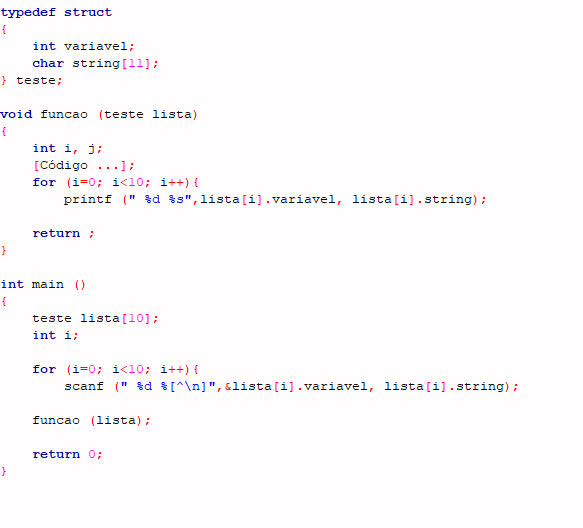 typedef struct
{
    int variavel;
    char string[11];
} teste;

void funcao (teste lista)
{
    int i, j;
    [Código ...];
    for (i=0; i<10; i++){
        printf (" %d %s",lista[i].variavel, lista[i].string);

    return ;
}

int main ()
{
    teste lista[10];
    int i;

    for (i=0; i<10; i++){
        scanf (" %d %[^\n]",&lista[i].variavel, lista[i].string);

    funcao (lista);

    return 0;
}